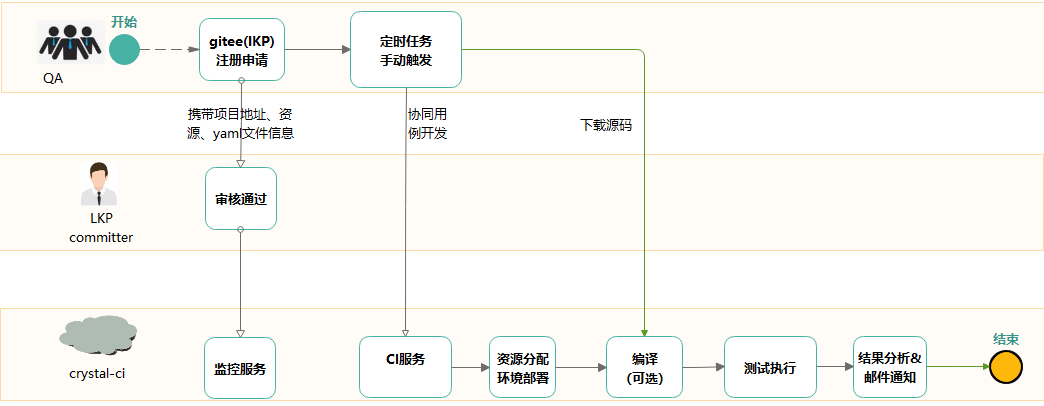 开始
QA
gitee(IKP)
注册申请
定时任务
手动触发
携带项目地址、资
源、yaml文件信息
协同用
例开发
下载源码
LKP
committer
审核通过
crystal-ci
监控服务
CI服务
资源分配
环境部署
编译
(可选)
测试执行
结果分析&
邮件通知
结束